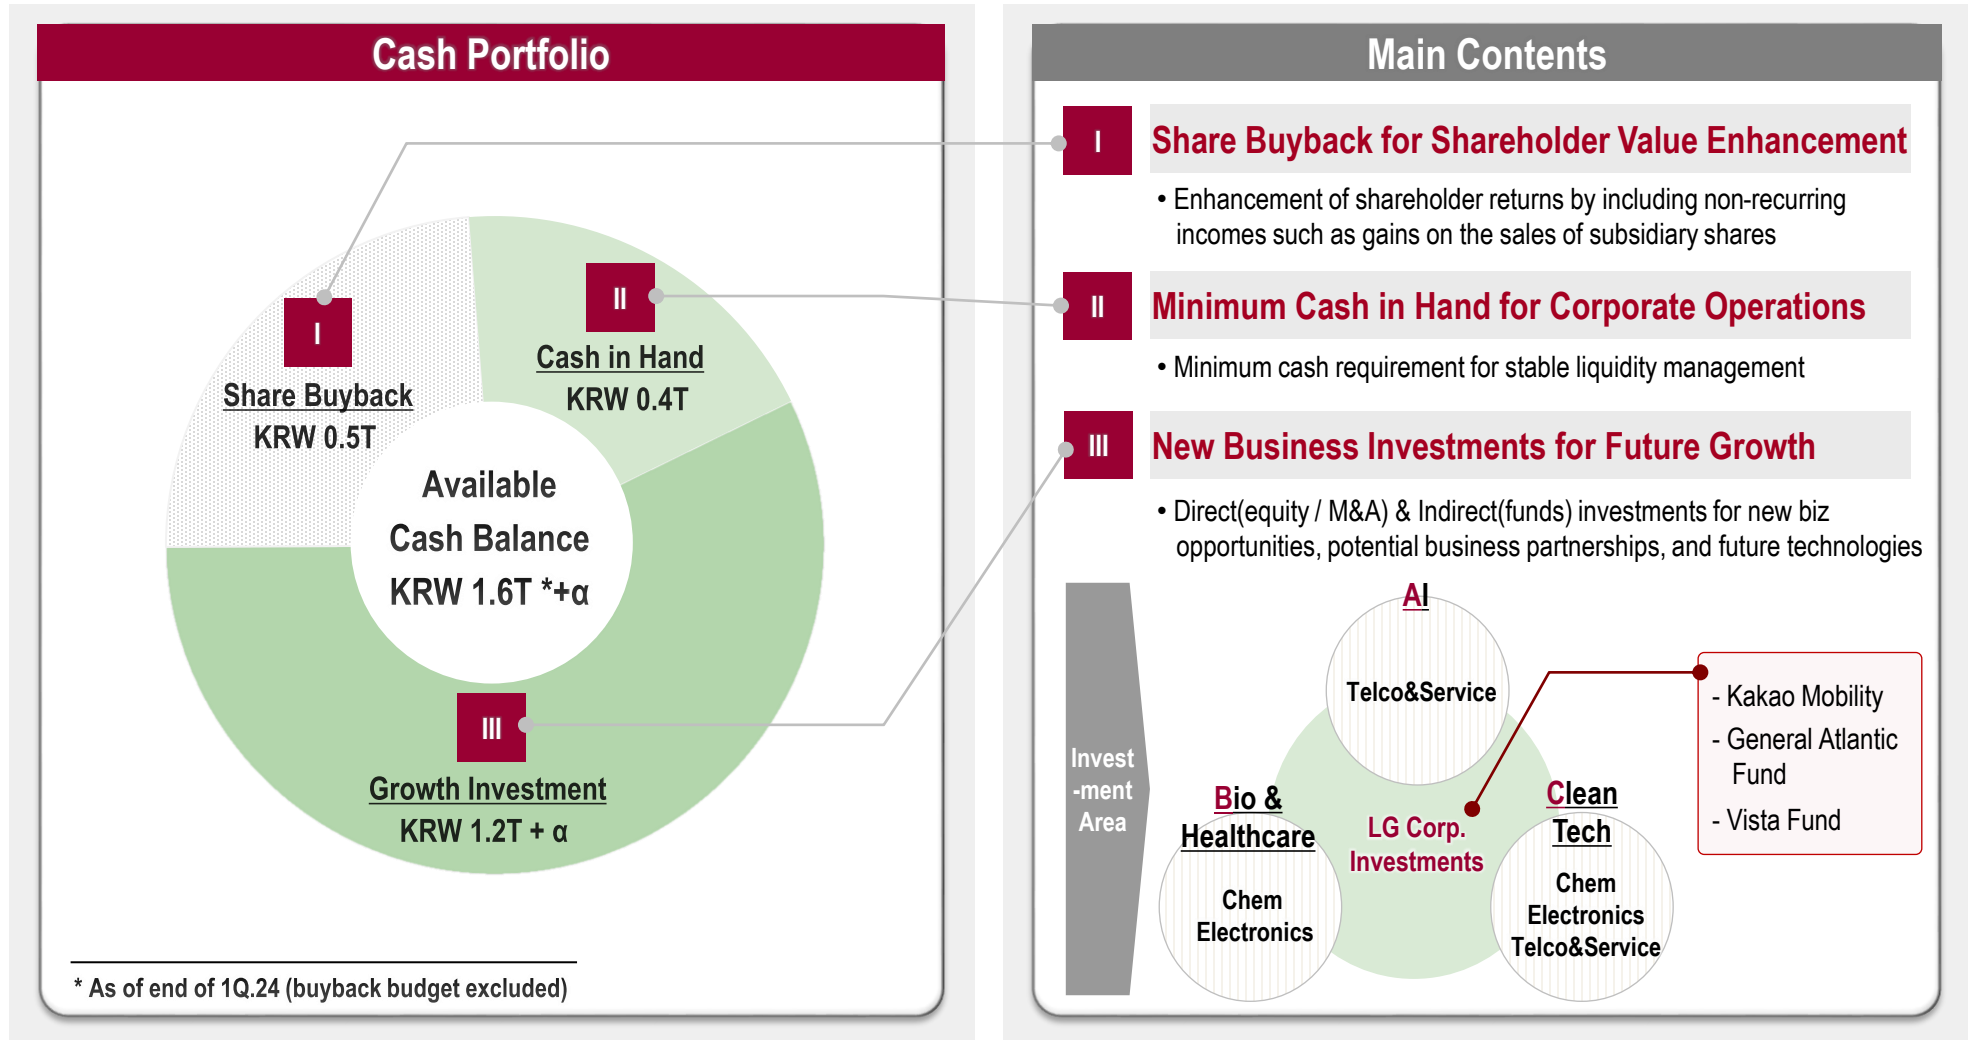 Cash Portfolio
I
Share Buyback
KRW 0.5T
II
Cash in Hand
KRW 0.4T
Available
Cash Balance
KRW 1.6T *+α
III
Growth Investment
KRW 1.2T + α
* As of end of 1Q.24 (buyback budget excluded)
Main Contents
I
Share Buyback for Shareholder Value Enhancement
• Enhancement of shareholder returns by including non-recurring
incomes such as gains on the sales of subsidiary shares
II
Minimum Cash in Hand for Corporate Operations
• Minimum cash requirement for stable liquidity management
III
New Business Investments for Future Growth
• Direct(equity / M&A) & Indirect(funds) investments for new biz
opportunities, potential business partnerships, and future technologies
Invest
-ment
Area
AI
Telco&Service
Bio &
Healthcare
Chem
Electronics
LG Corp.
Investments
Clean
Tech
Chem
Electronics
Telco&Service
- Kakao Mobility
- General Atlantic
Fund
- Vista Fund